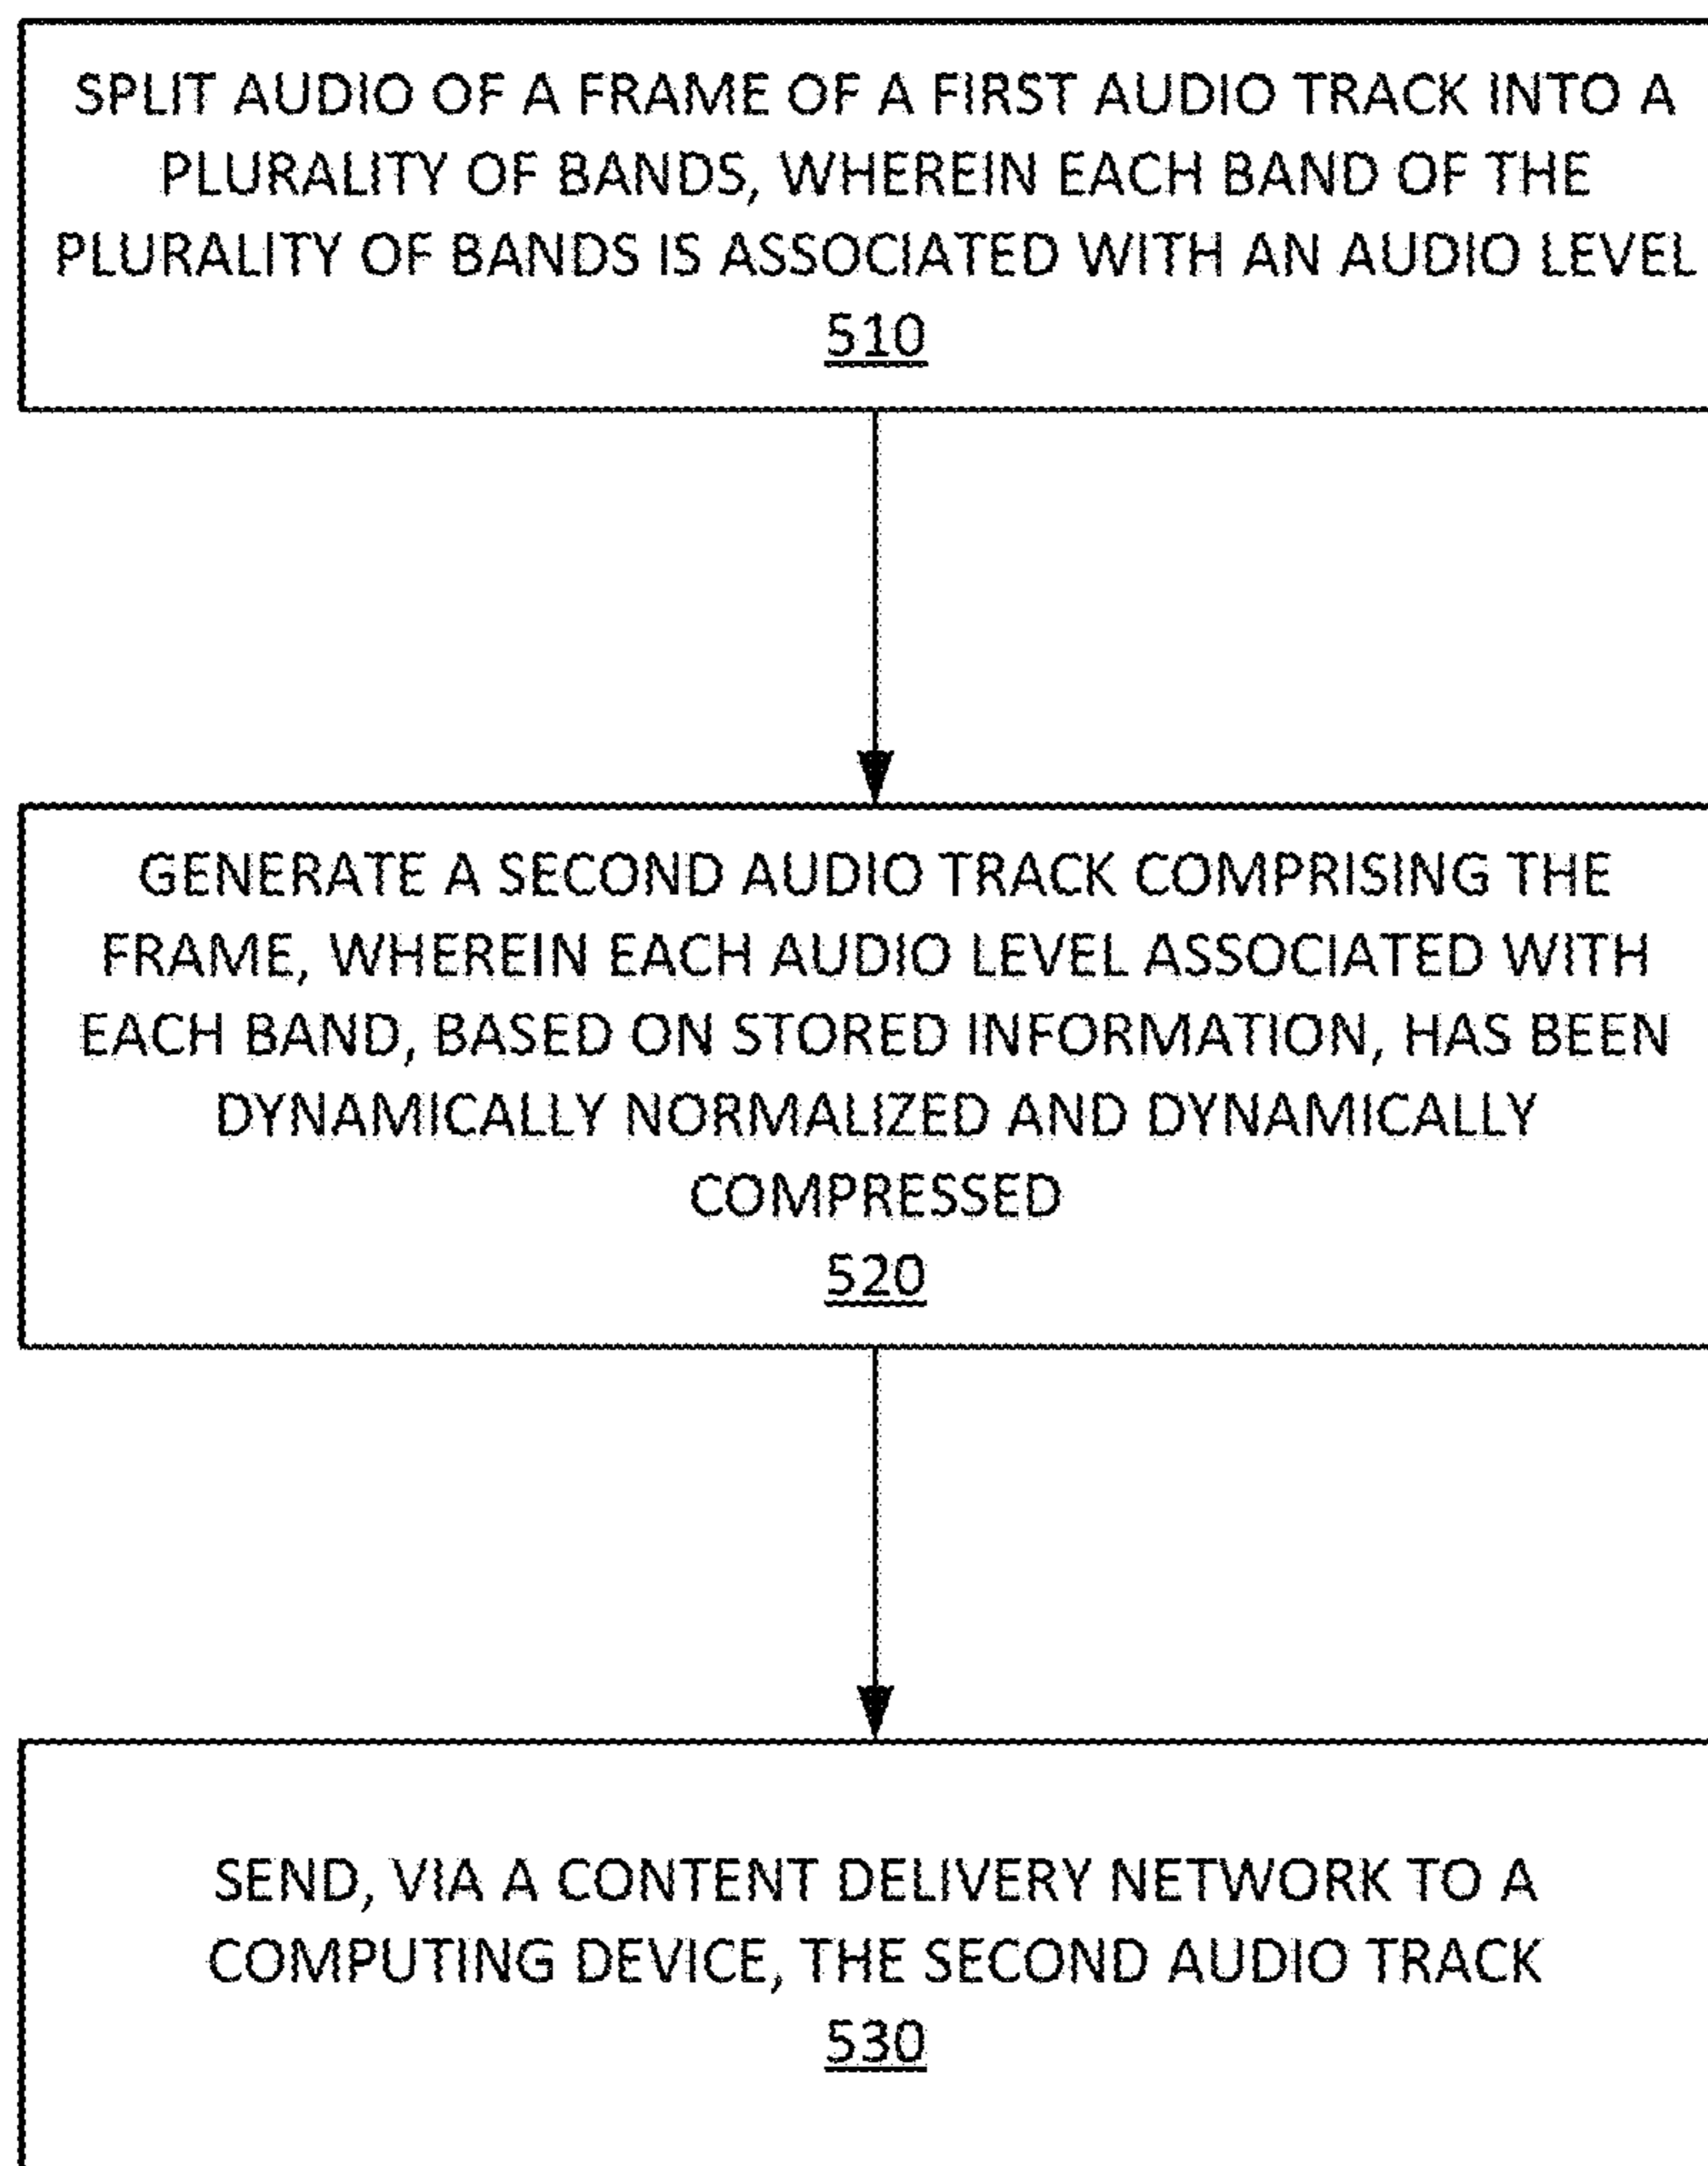 SPLIT AUDIO OF A FRAME OF A FIRST AUDIO TRACK INTO A
PLURALITY OF BANDS, WHEREIN EACH BAND OF THE
PLURALITY OF BANDS IS ASSOCIATED WITH AN AUDIO LEVEL
510
GENERATE A SECOND AUDIO TRACK COMPRISING THE
FRAME, WHEREIN EACH AUDIO LEVEL ASSOCIATED WITH
EACH BAND, BASED ON STORED INFORMATION, HAS BEEN
DYNAMICALLY NORMALIZED AND DYNAMICALLY
COMPRESSED
520
SEND, VIA A CONTENT DELIVERY NETWORK TO A
COMPUTING DEVICE, THE SECOND AUDIO TRACK
530